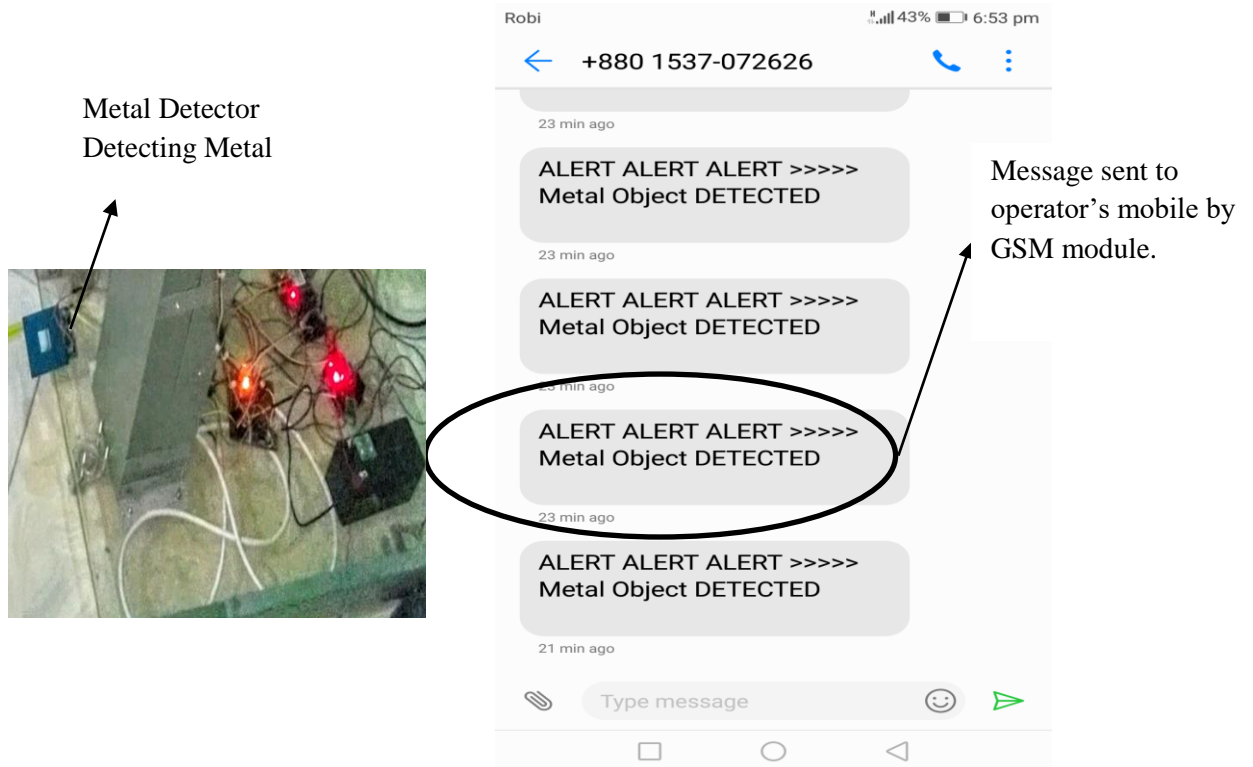 Robi
43% 6:53 pm
+880 1537-072626
Metal Detector
Detecting Metal
23 min ago
ALERT ALERT ALERT >>>>>
Metal Object DETECTED
23 min ago
ALERT ALERT ALERT >>>>>
Metal Object DETECTED
23 min ago
ALERT ALERT ALERT >>>>>
Metal Object DETECTED
23 min ago
ALERT ALERT ALERT >>>>>
Metal Object DETECTED
21 min ago
Type message
Message sent to
operator’s mobile by
GSM module.